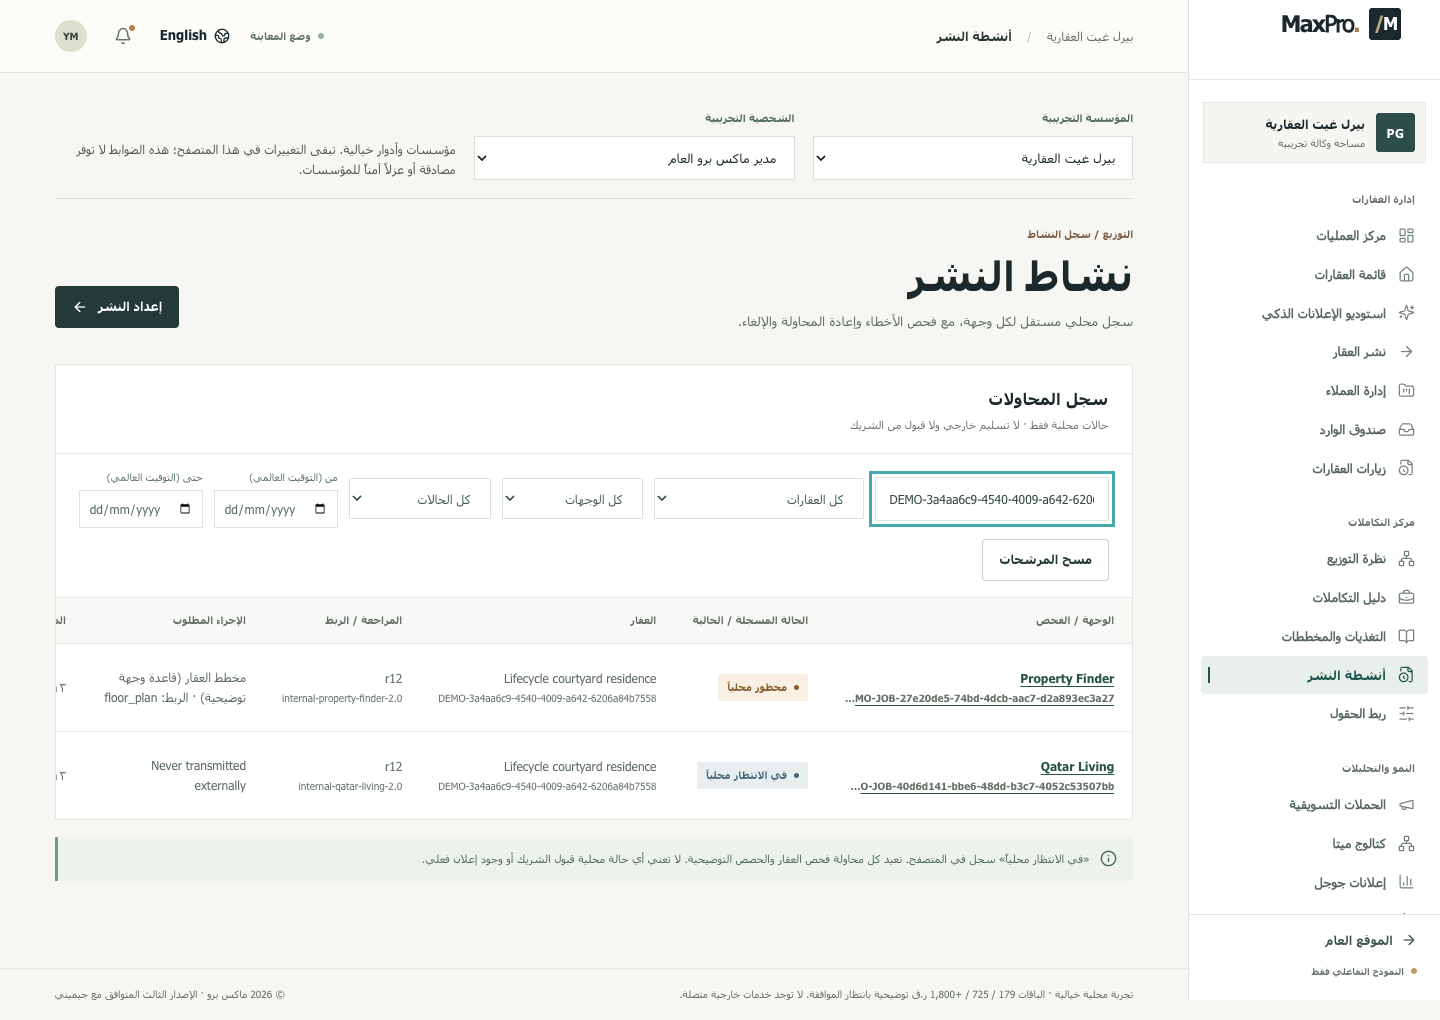 MaxPro. /M
بيرل غيت العقارية / أنشطة النشر
وضع المعاينة
English
YM
PG
بيرل غيت العقارية
مساحة وكالة تجريبية
إدارة العقارات
مركز العمليات
قائمة العقارات
استوديو الإعلانات الذكي
نشر العقار
إدارة العملاء
صندوق الوارد
زيارات العقارات
مركز التكاملات
نظرة التوزيع
دليل التكاملات
التغذيات والمخططات
أنشطة النشر
ربط الحقول
النمو والتحليلات
الحملات التسويقية
كتالوج ميتا
إعلانات جوجل
الموقع العام
النموذج التفاعلي فقط
المؤسسة التجريبية
بيرل غيت العقارية
الشخصية التجريبية
مدير ماكس برو العام
مؤسسات وأدوار خيالية. تبقى التغييرات في هذا المتصفح؛ هذه الضوابط لا توفر
مصادقة أو عزلاً آمناً للمؤسسات.
التوزيع / سجل النشاط
نشاط النشر
سجل محلي مستقل لكل وجهة، مع فحص الأخطاء وإعادة المحاولة والإلغاء.
إعداد النشر
سجل المحاولات
حالات محلية فقط · لا تسليم خارجي ولا قبول من الشريك
DEMO-3a4aa6c9-4540-4009-a642-620
كل العقارات
كل الوجهات
كل الحالات
من (التوقيت العالمي)
dd/mm/yyyy
حتى (التوقيت العالمي)
dd/mm/yyyy
مسح المرشحات
الوجهة / الفحص
الحالة المسجلة / الحالية
العقار
المراجعة / الربط
الإجراء المطلوب
Property Finder
...MO-JOB-27e20de5-74bd-4dcb-aac7-d2a893ec3a27
محظور محلياً
Lifecycle courtyard residence
DEMO-3a4aa6c9-4540-4009-a642-6206a84b7558
r12
internal-property-finder-2.0
مخطط العقار (قاعدة وجهة
توضيحية) · الربط: floor_plan
١٣
Qatar Living
...O-JOB-40d6d141-bbe6-48dd-b3c7-4052c53507bb
في الانتظار محلياً
Lifecycle courtyard residence
DEMO-3a4aa6c9-4540-4009-a642-6206a84b7558
r12
internal-qatar-living-2.0
Never transmitted
externally
١٣
«في الانتظار محلياً» سجل في المتصفح. تعيد كل محاولة فحص العقار والحصص التوضيحية. لا تعني أي حالة محلية قبول الشريك أو وجود إعلان فعلي.
تجربة محلية خيالية · الباقات 179 / 725 / +1,800 ر.ق توضيحية بانتظار الموافقة. لا توجد خدمات خارجية متصلة.
© 2026 ماكس برو · الإصدار الثالث المتوافق مع جيميني